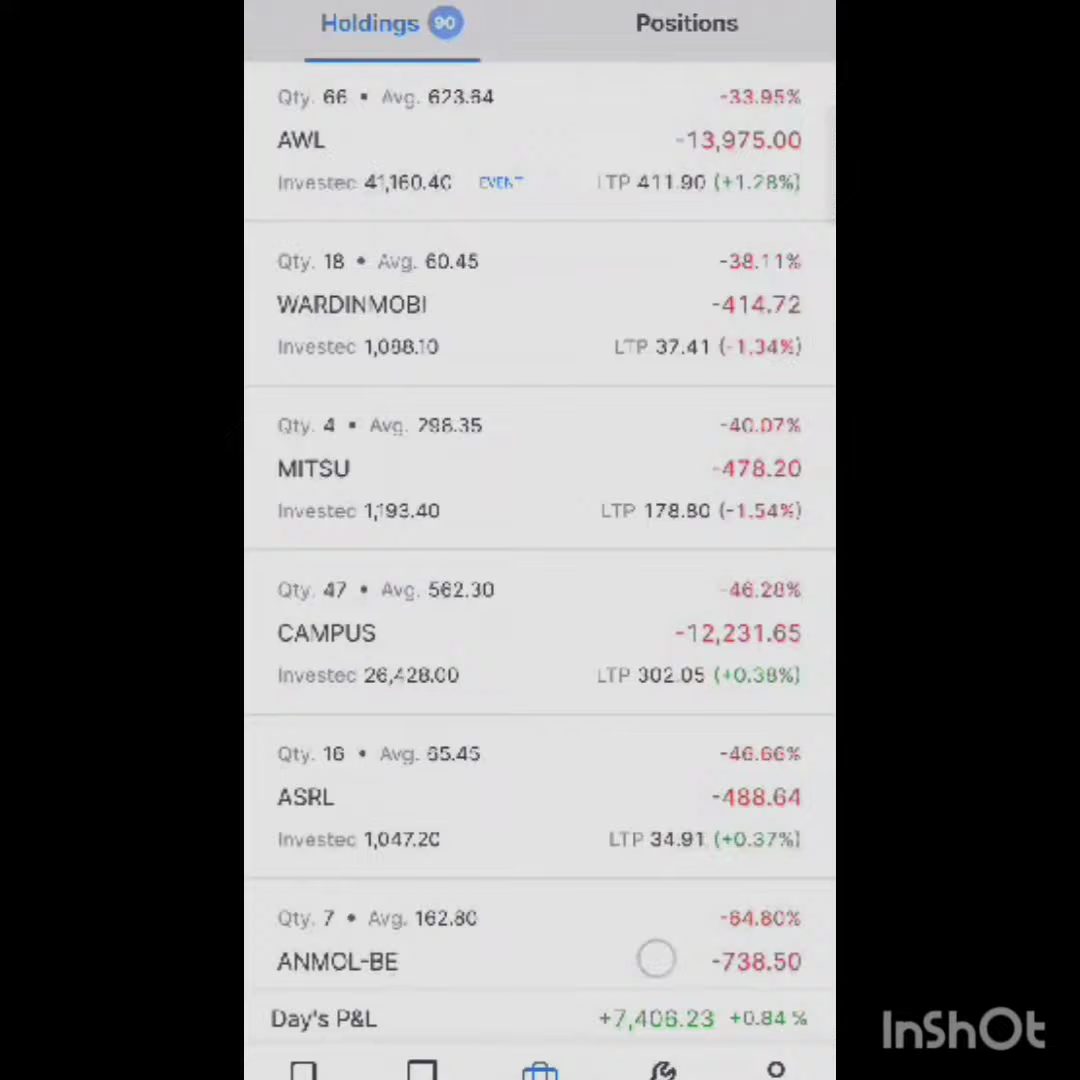 Holdings 90
Positions
Qty. 66 • Avg. 623.64 -33.95%
AWL -13,975.00
Invested 41,160.40 EVENT LTP 411.90 (+1.28%)
Qty. 18 • Avg. 60.45 -38.11%
WARDINMOBI -414.72
Invested 1,088.10 LTP 37.41 (-1.34%)
Qty. 4 • Avg. 298.35 -40.07%
MITSU -478.20
Invested 1,193.40 LTP 178.80 (-1.54%)
Qty. 47 • Avg. 562.30 -46.28%
CAMPUS -12,231.65
Invested 26,428.00 LTP 302.05 (+0.38%)
Qty. 16 • Avg. 65.45 -46.66%
ASRL -488.64
Invested 1,047.20 LTP 34.91 (+0.37%)
Qty. 7 • Avg. 162.80 -64.80%
ANMOL-BE -738.50
Day's P&L +7,406.23 +0.84 %
InShOt